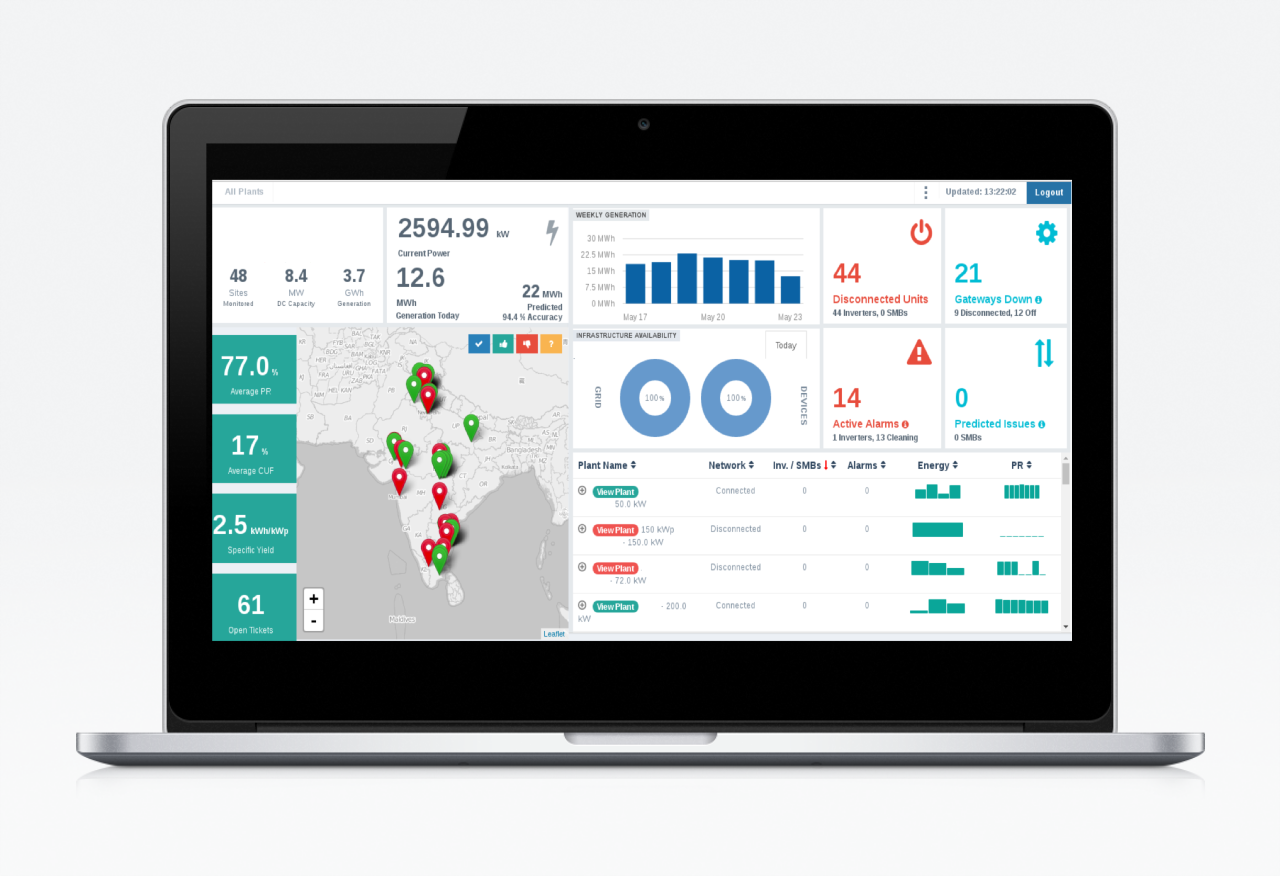 All Plants
Updated: 13:22:02
Logout
48
Sites
Monitored
8.4
MW
DC Capacity
3.7
GWh
Generation
2594.99 kW
Current Power
12.6
MWh
Generation Today
22 MWh
Predicted
94.4 % Accuracy
WEEKLY GENERATION
30 MWh
22.5 MWh
15 MWh
7.5 MWh
0 MWh
May 17
May 20
May 23
44
Disconnected Units
44 Inverters, 0 SMBs
21
Gateways Down
9 Disconnected, 12 Off
77.0 %
Average PR
17 %
Average CUF
2.5 kWh/kWp
Specific Yield
61
Open Tickets
?
+
-
Maldives
Leaflet
INFRASTRUCTURE AVAILABILITY
Today
GRID
100%
100%
DEVICES
14
Active Alarms
1 Inverters, 13 Cleaning
0
Predicted Issues
0 SMBs
Plant Name Network Inv. / SMBs Alarms Energy PR
View Plant Connected 0 0
50.0 kW
View Plant 150 kWp Disconnected 0 0
- 150.0 kW
View Plant Disconnected 0 0
- 72.0 kW
View Plant - 200.0 Connected 0 0
kW